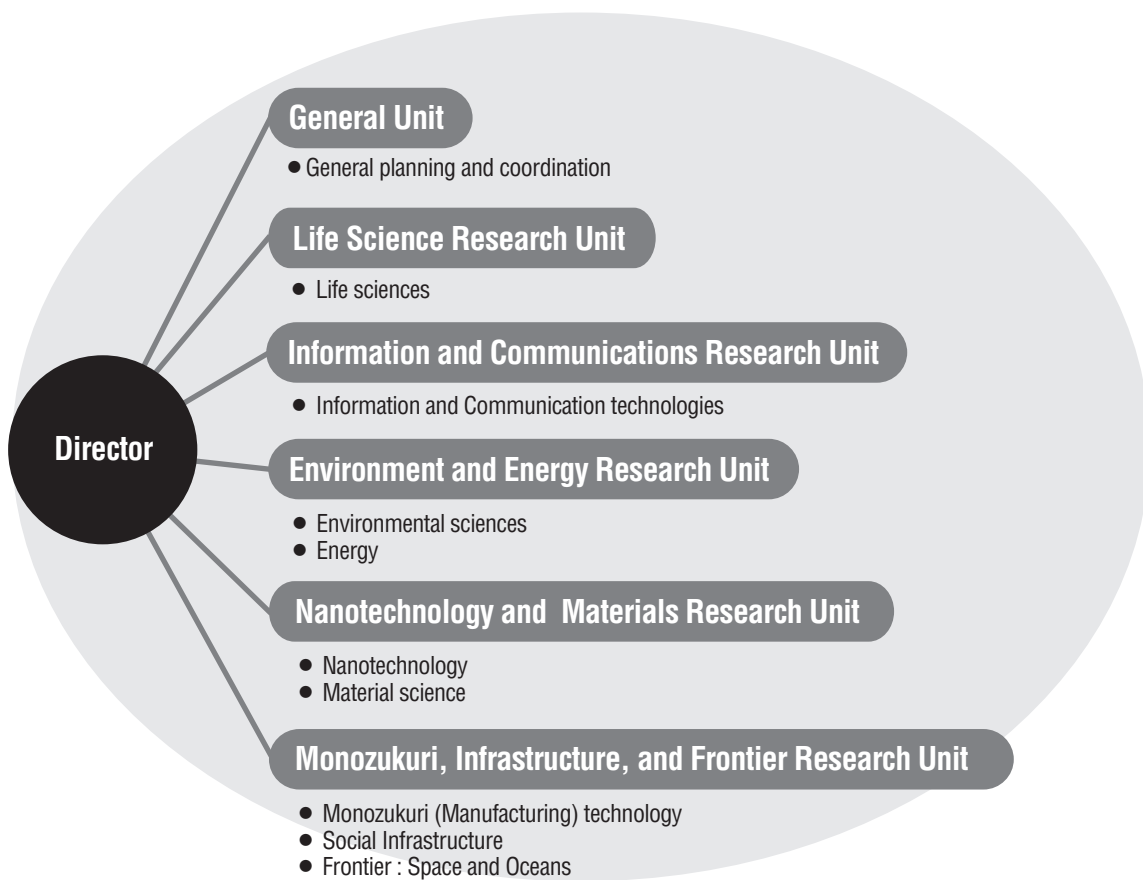 General Unit
● General planning and coordination
Life Science Research Unit
● Life sciences
Information and Communications Research Unit
● Information and Communication technologies
Director
Environment and Energy Research Unit
● Environmental sciences
● Energy
Nanotechnology and Materials Research Unit
● Nanotechnology
● Material science
Monozukuri, Infrastructure, and Frontier Research Unit
● Monozukuri (Manufacturing) technology
● Social Infrastructure
● Frontier : Space and Oceans